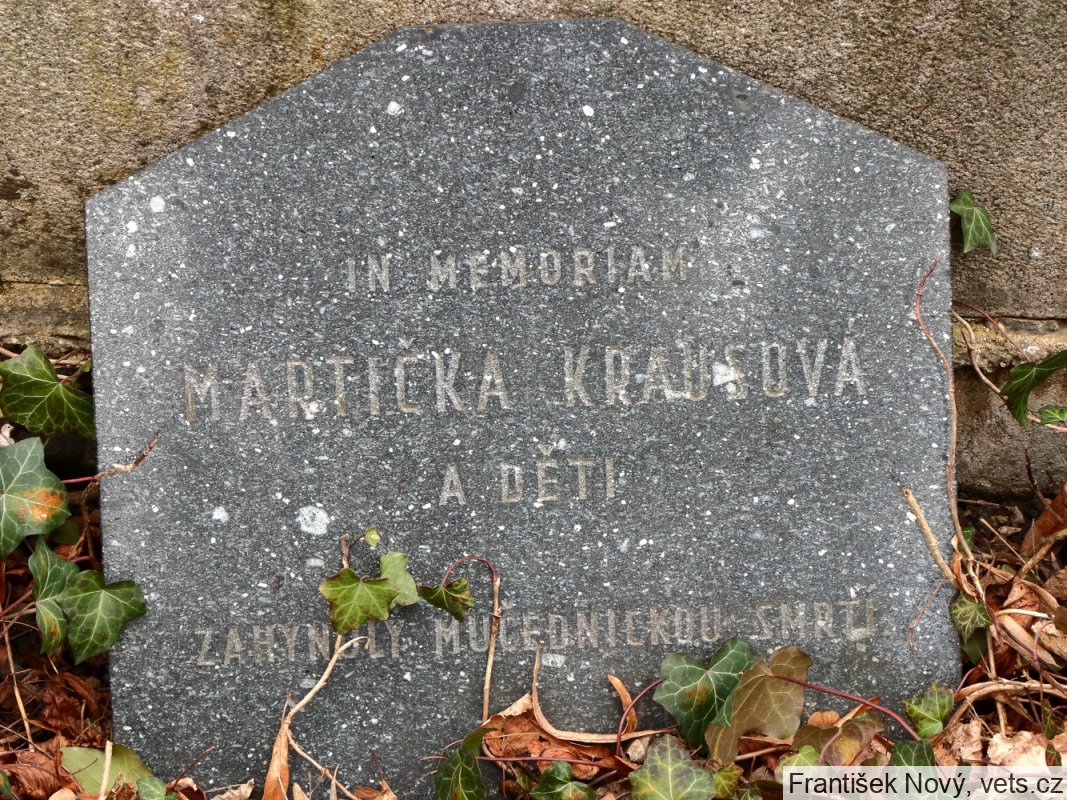 IN MEMORIAM
MARTIČKA KRAUSOVÁ
A DĚTI
ZAHYNULY MUČEDNICKOU SMRTÍ.
František Nový, vets.cz